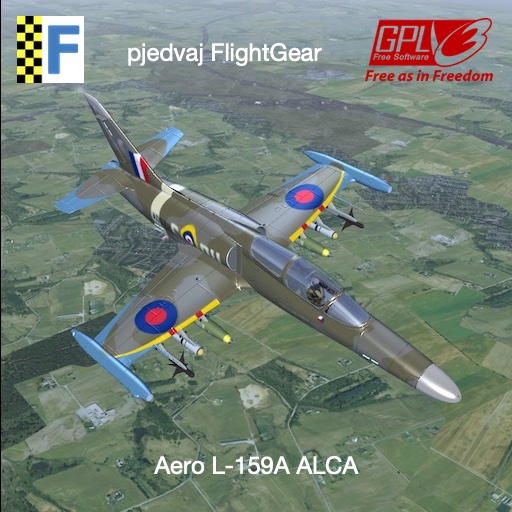 F
pjedvaj FlightGear
GPL 3
Free Software
Free as in Freedom
Aero L-159A ALCA